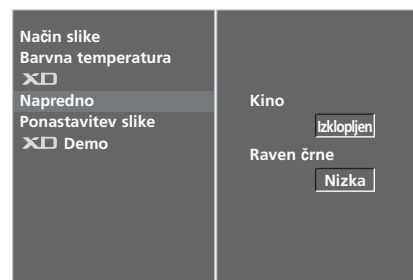 Način slike
Barvna temperatura
XD
Napredno
Ponastavitev slike
XD Demo
Kino
Izklopljen
Raven črne
Nizka